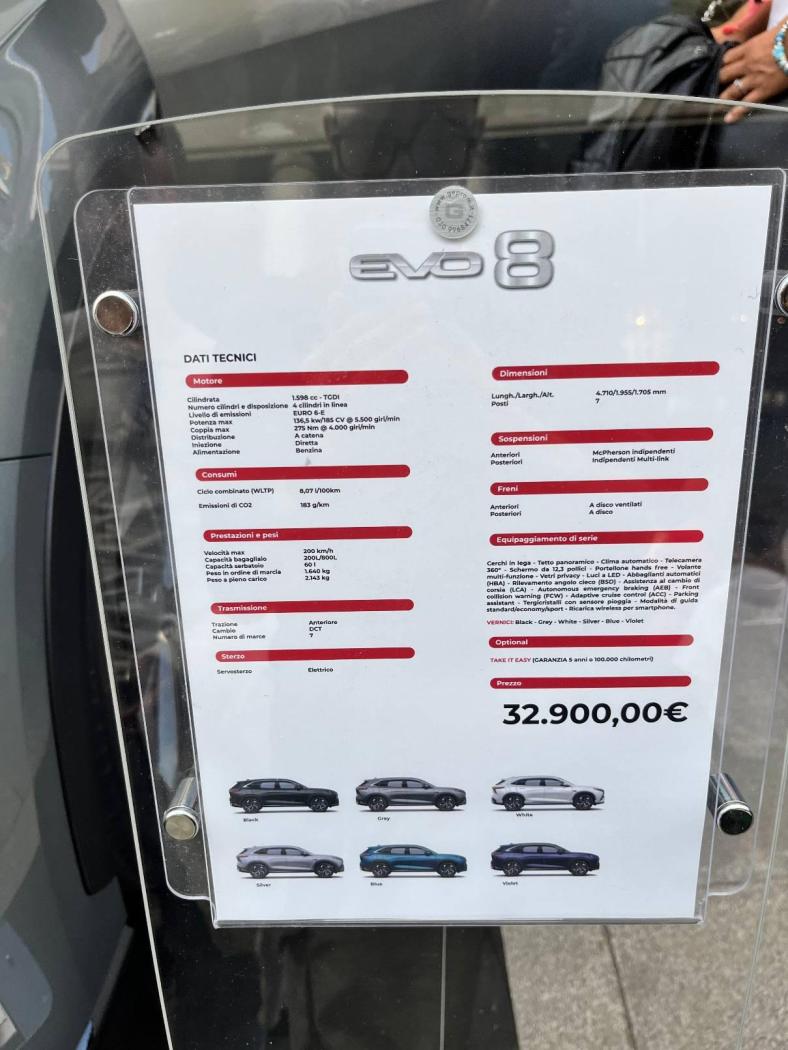 www.gepro.it
G
010 9968471
EVO 8
DATI TECNICI
Motore
Cilindrata 1.598 cc - TGDI
Numero cilindri e disposizione 4 cilindri in linea
Livello di emissioni EURO 6-E
Potenza max 136,5 kw/185 CV @ 5.500 giri/min
Coppia max 275 Nm @ 4.000 giri/min
Distribuzione A catena
Iniezione Diretta
Alimentazione Benzina
Consumi
Ciclo combinato (WLTP) 8,07 l/100km
Emissioni di CO2 183 g/km
Prestazioni e pesi
Velocità max 200 km/h
Capacità bagagliaio 200L/800L
Capacità serbatoio 60 l
Peso in ordine di marcia 1.640 kg
Peso a pieno carico 2.143 kg
Trasmissione
Trazione Anteriore
Cambio DCT
Numero di marce 7
Sterzo
Servosterzo Elettrico
Dimensioni
Lungh./Largh./Alt. 4.710/1.955/1.705 mm
Posti 7
Sospensioni
Anteriori McPherson indipendenti
Posteriori Indipendenti Multi-link
Freni
Anteriori A disco ventilati
Posteriori A disco
Equipaggiamento di serie
Cerchi in lega - Tetto panoramico - Clima automatico - Telecamera
360° - Schermo da 12,3 pollici - Portellone hands free - Volante
multi-funzione - Vetri privacy - Luci a LED - Abbaglianti automatici
(HBA) - Rilevamento angolo cieco (BSD) - Assistenza al cambio di
corsia (LCA) - Autonomous emergency braking (AEB) - Front
collision warning (FCW) - Adaptive cruise control (ACC) - Parking
assistant - Tergicristalli con sensore pioggia - Modalità di guida
standard/economy/sport - Ricarica wireless per smartphone.
VERNICI: Black - Grey - White - Silver - Blue - Violet
Optional
TAKE IT EASY (GARANZIA 5 anni o 100.000 chilometri)
Prezzo
32.900,00€
Black
Grey
White
Silver
Blue
Violet